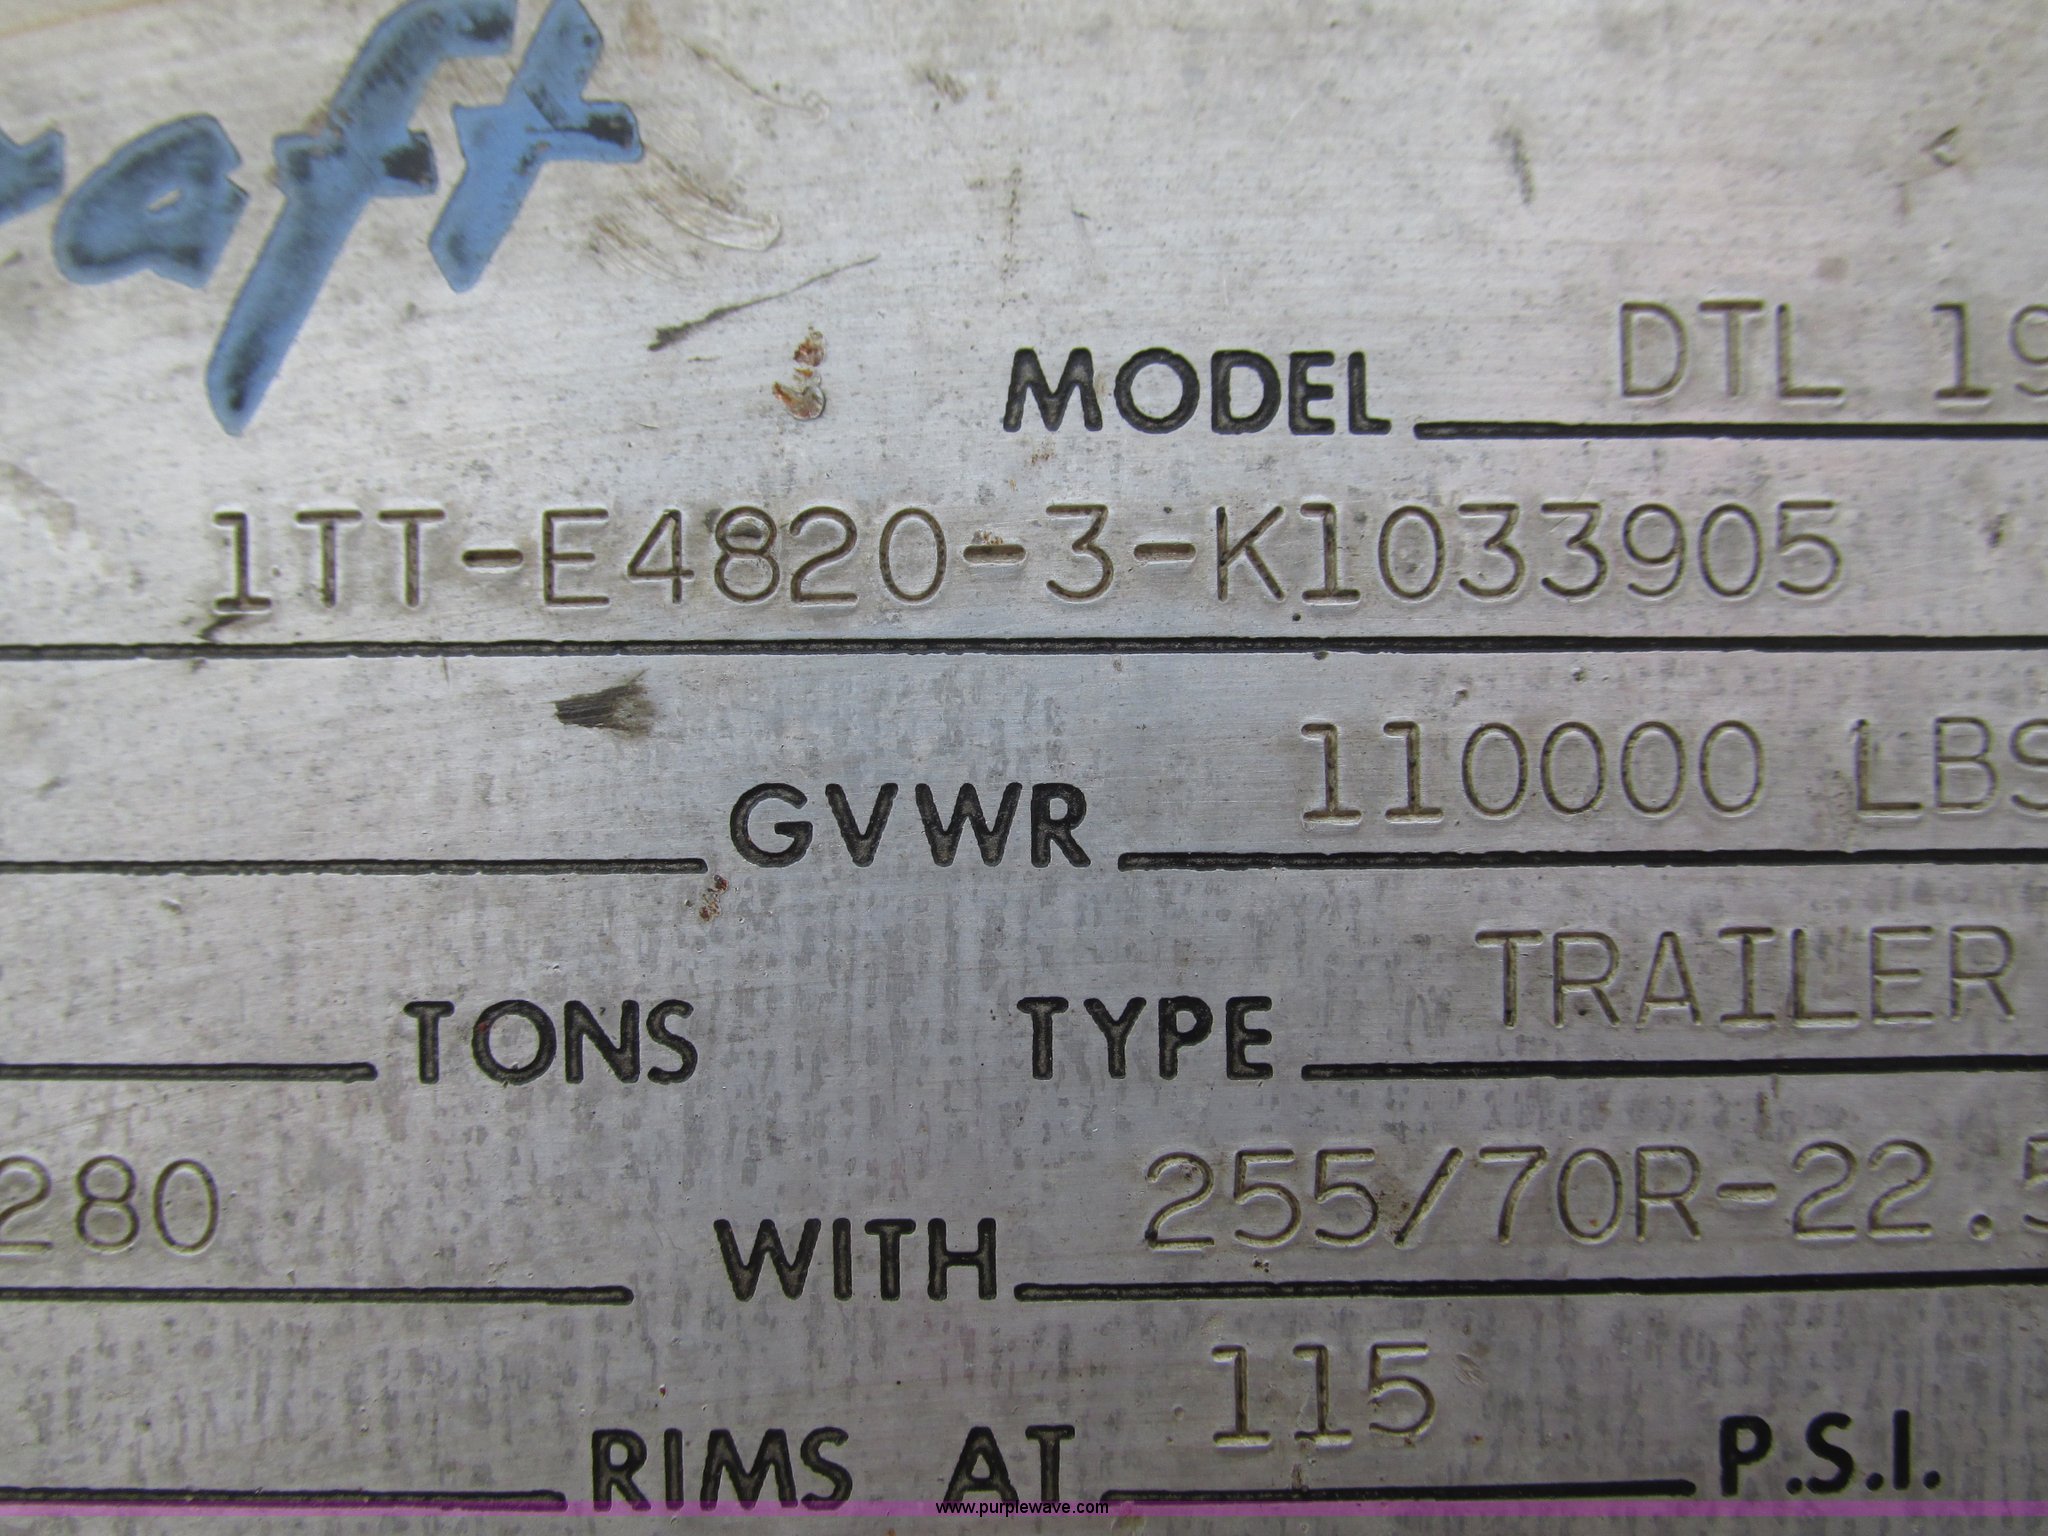 raft
MODEL DTL 19
1TT-E4820-3-K1033905
GVWR 110000 LBS
TONS TYPE TRAILER
280 WITH 255/70R-22.5
RIMS AT 115 P.S.I.
www.purplewave.com